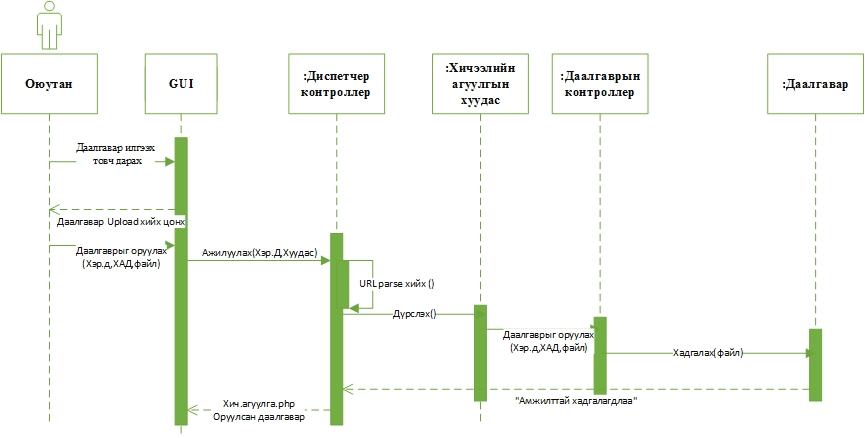 Оюутан
GUI
:Диспетчер
контроллер
:Хичээлийн
агуулгын
хуудас
:Даалгаврын
контроллер
:Даалгавар
Даалгавар илгээх
товч дарах
Даалгавар Upload хийх цонх
Даалгаврыг оруулах
(Хэр.д,ХАД,файл)
Ажилуулах(Хэр.Д,Хуудас)
URL parse хийх ()
Дүрслэх()
Даалгаврыг оруулах
(Хэр.д,ХАД,файл)
Хадгалах(файл)
"Амжилттай хадгалагдлаа"
Хич.агуулга.php
Оруулсан даалгавар